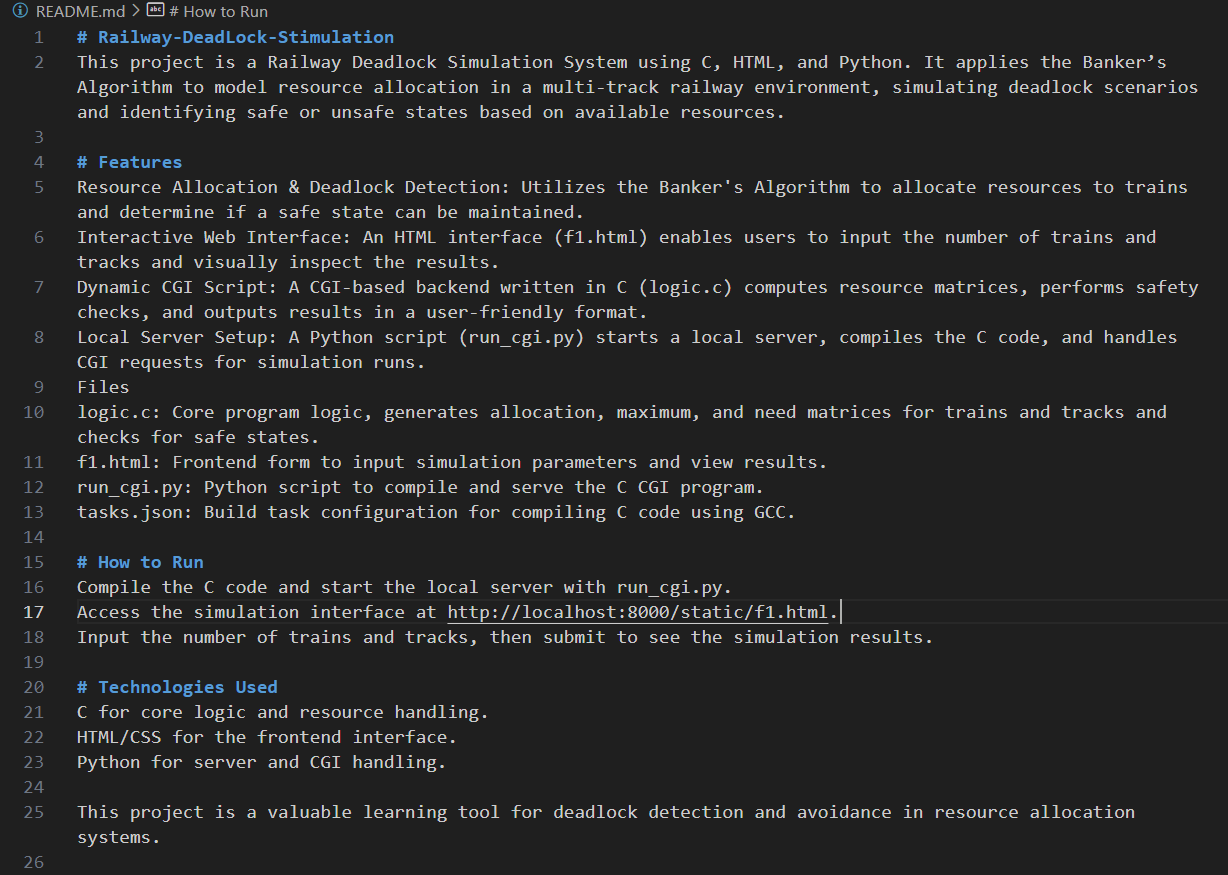 README.md > # How to Run
1 # Railway-DeadLock-Stimulation
2 This project is a Railway Deadlock Simulation System using C, HTML, and Python. It applies the Banker’s
Algorithm to model resource allocation in a multi-track railway environment, simulating deadlock scenarios
and identifying safe or unsafe states based on available resources.
3
4 # Features
5 Resource Allocation & Deadlock Detection: Utilizes the Banker's Algorithm to allocate resources to trains
and determine if a safe state can be maintained.
6 Interactive Web Interface: An HTML interface (f1.html) enables users to input the number of trains and
tracks and visually inspect the results.
7 Dynamic CGI Script: A CGI-based backend written in C (logic.c) computes resource matrices, performs safety
checks, and outputs results in a user-friendly format.
8 Local Server Setup: A Python script (run_cgi.py) starts a local server, compiles the C code, and handles
CGI requests for simulation runs.
9 Files
10 logic.c: Core program logic, generates allocation, maximum, and need matrices for trains and tracks and
checks for safe states.
11 f1.html: Frontend form to input simulation parameters and view results.
12 run_cgi.py: Python script to compile and serve the C CGI program.
13 tasks.json: Build task configuration for compiling C code using GCC.
14
15 # How to Run
16 Compile the C code and start the local server with run_cgi.py.
17 Access the simulation interface at http://localhost:8000/static/f1.html.
18 Input the number of trains and tracks, then submit to see the simulation results.
19
20 # Technologies Used
21 C for core logic and resource handling.
22 HTML/CSS for the frontend interface.
23 Python for server and CGI handling.
24
25 This project is a valuable learning tool for deadlock detection and avoidance in resource allocation
systems.
26